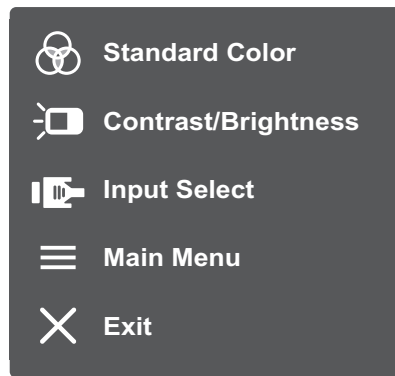 Standard Color
Contrast/Brightness
Input Select
Main Menu
Exit